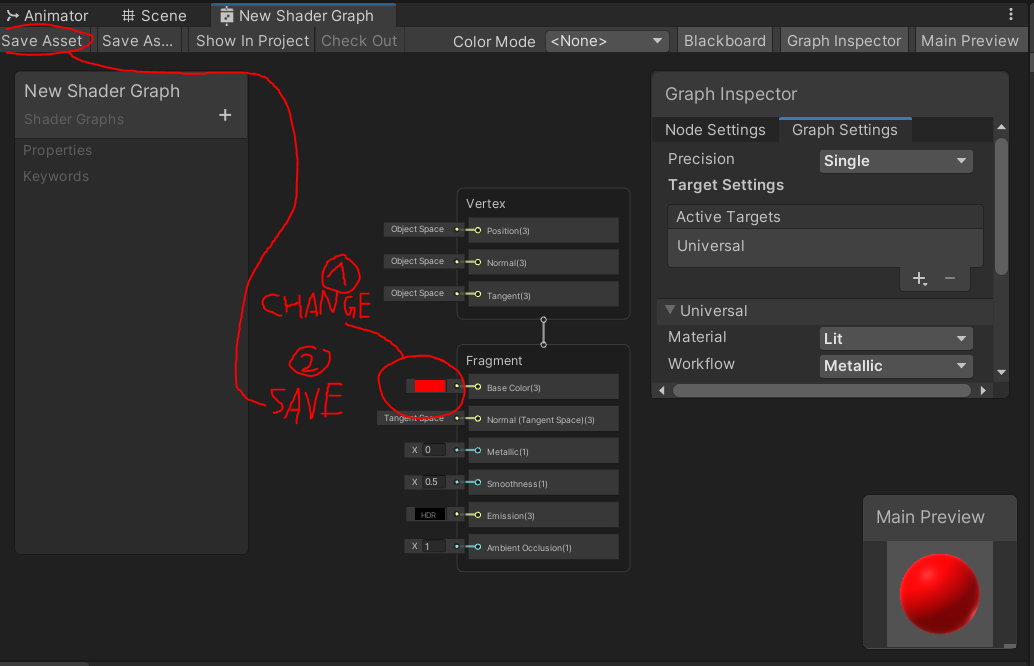 Animator
Scene
New Shader Graph
Save Asset
Save As...
Show In Project
Check Out
Color Mode
<None>
Blackboard
Graph Inspector
Main Preview
New Shader Graph
Shader Graphs
+
Properties
Keywords
Graph Inspector
Node Settings
Graph Settings
Precision
Single
Target Settings
Active Targets
Universal
+
−
Universal
Material
Lit
Workflow
Metallic
Vertex
Object Space
Position(3)
Object Space
Normal(3)
Object Space
Tangent(3)
1
CHANGE
2
SAVE
Fragment
Base Color(3)
Tangent Space
Normal (Tangent Space)(3)
X 0
Metallic(1)
X 0.5
Smoothness(1)
HDR
Emission(3)
X 1
Ambient Occlusion(1)
Main Preview